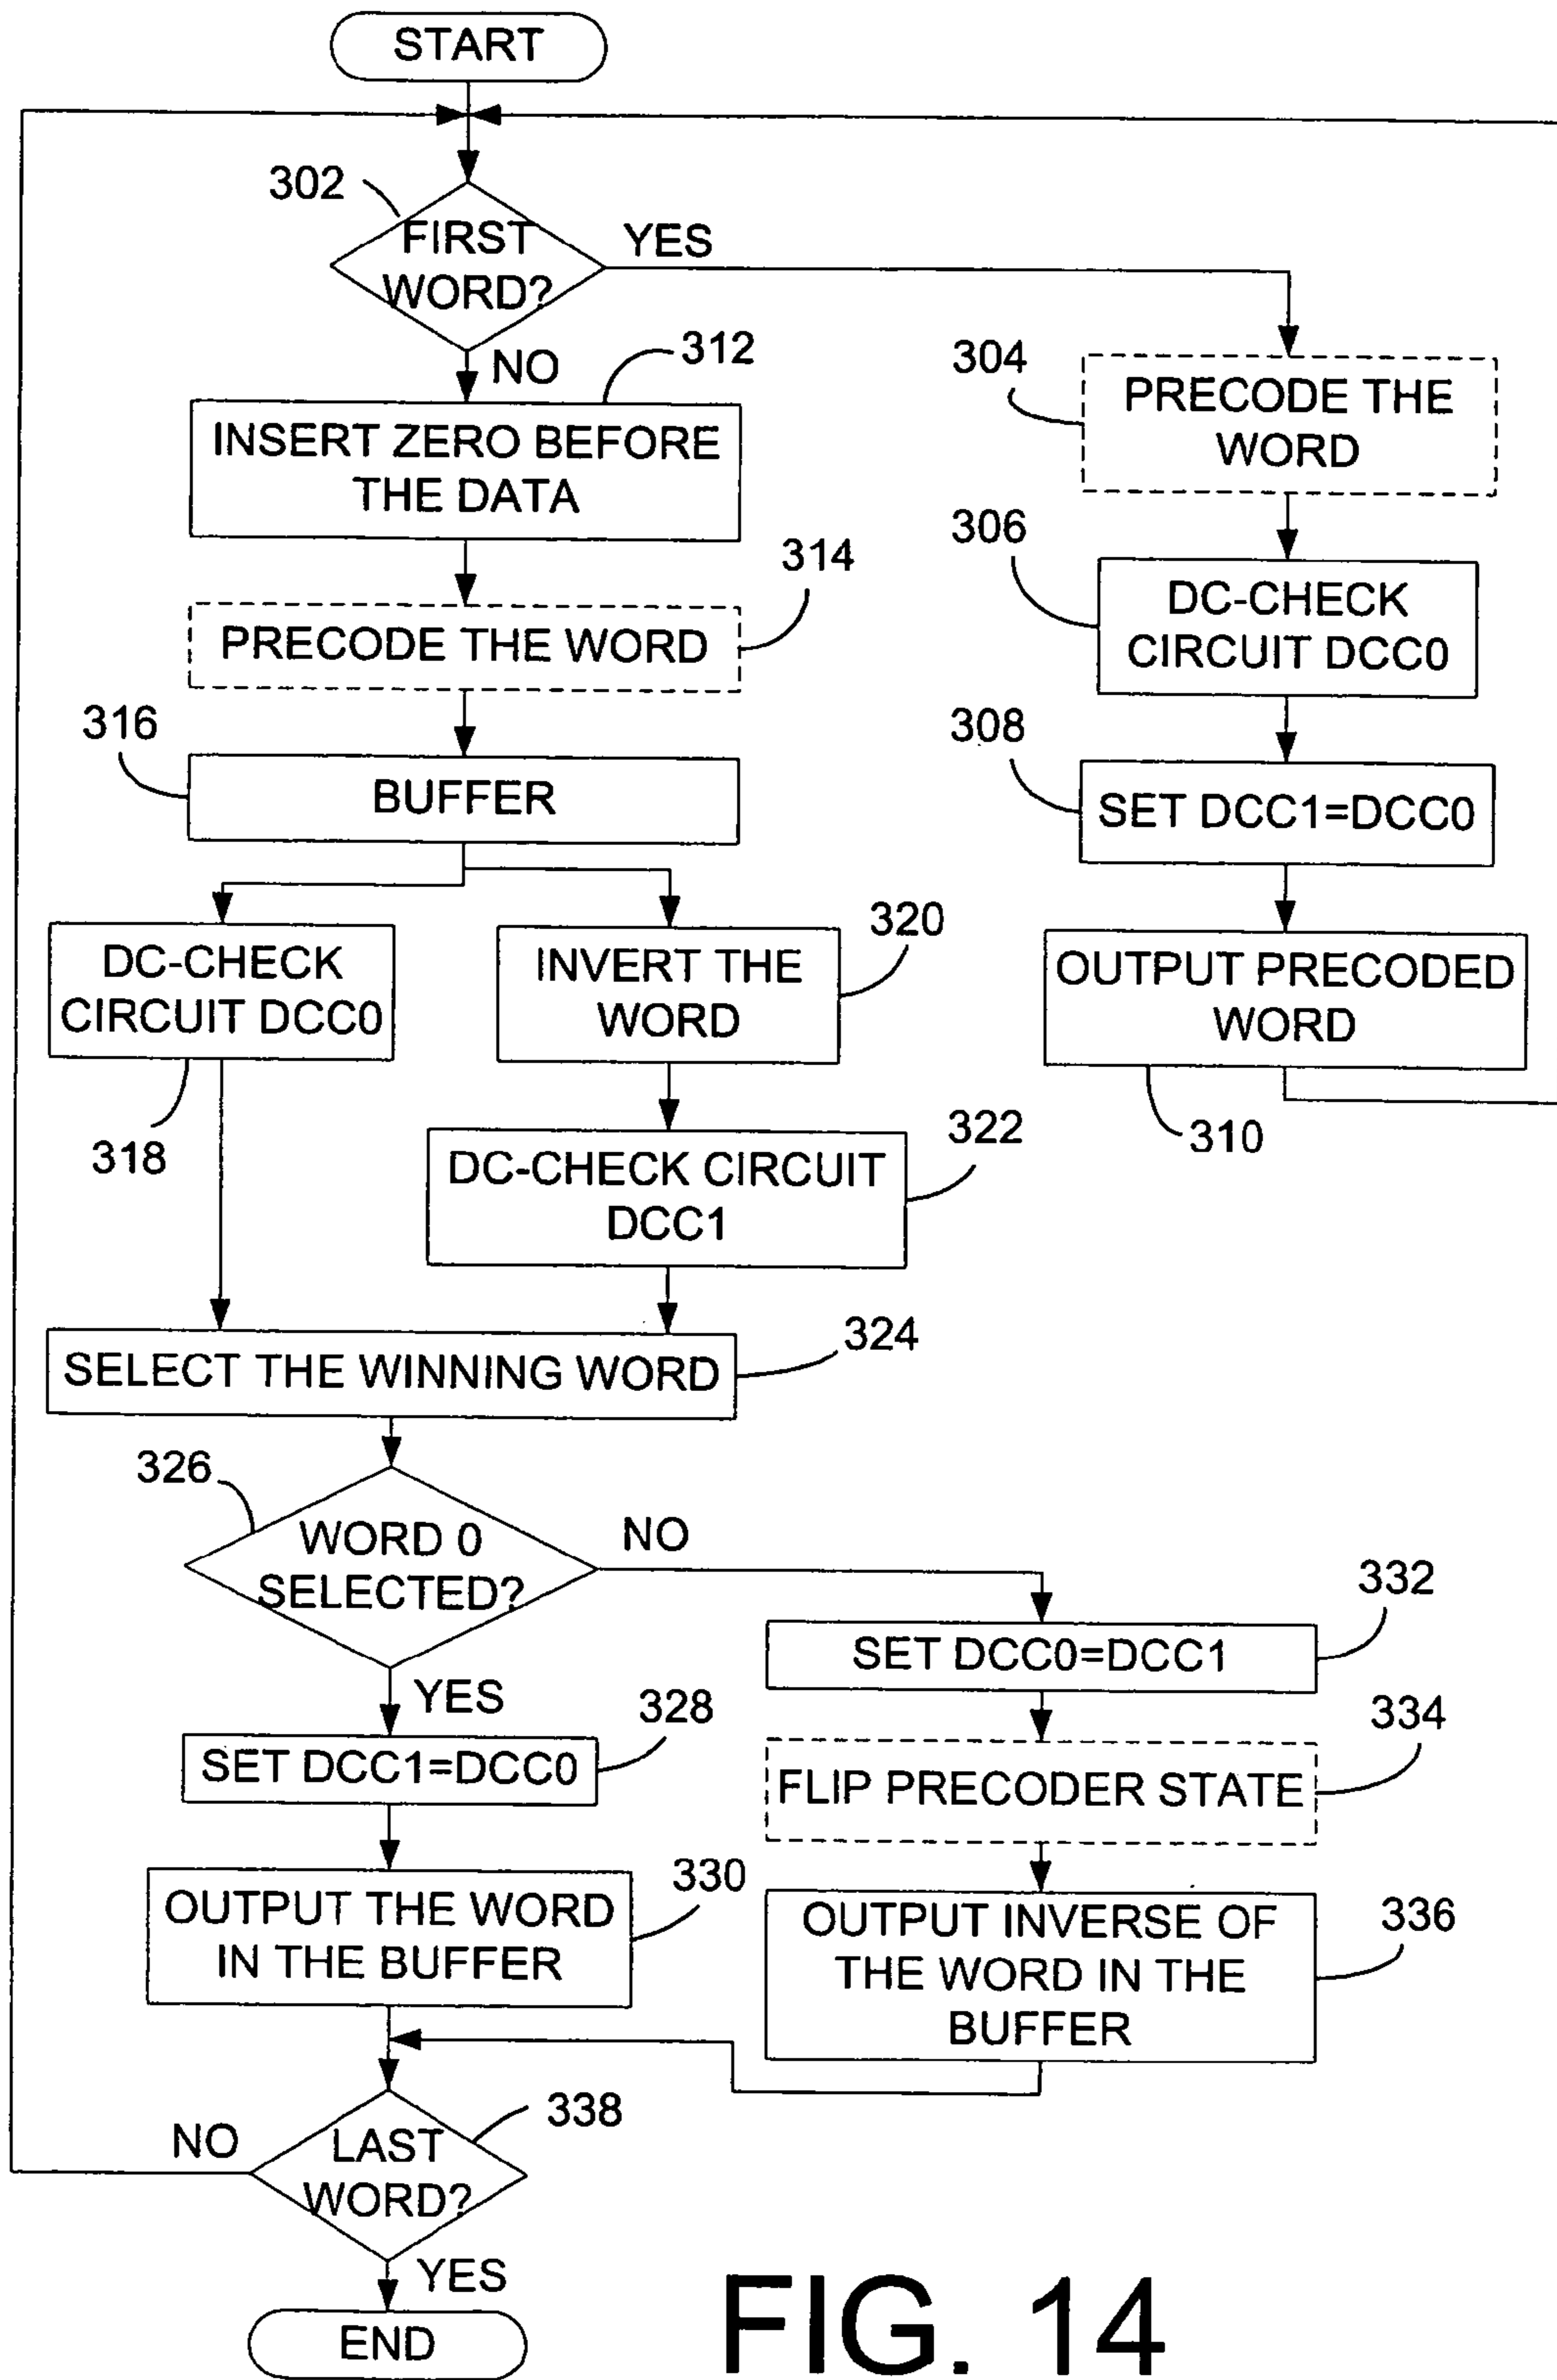 START
302
FIRST
WORD?
YES
NO
312
INSERT ZERO BEFORE
THE DATA
304
PRECODE THE
WORD
314
PRECODE THE WORD
306
DC-CHECK
CIRCUIT DCC0
316
BUFFER
308
SET DCC1=DCC0
318
DC-CHECK
CIRCUIT DCC0
320
INVERT THE
WORD
OUTPUT PRECODED
WORD
310
322
DC-CHECK CIRCUIT
DCC1
324
SELECT THE WINNING WORD
326
WORD 0
SELECTED?
NO
YES
332
SET DCC0=DCC1
328
SET DCC1=DCC0
334
FLIP PRECODER STATE
330
OUTPUT THE WORD
IN THE BUFFER
336
OUTPUT INVERSE OF
THE WORD IN THE
BUFFER
338
LAST
WORD?
NO
YES
END
FIG. 14